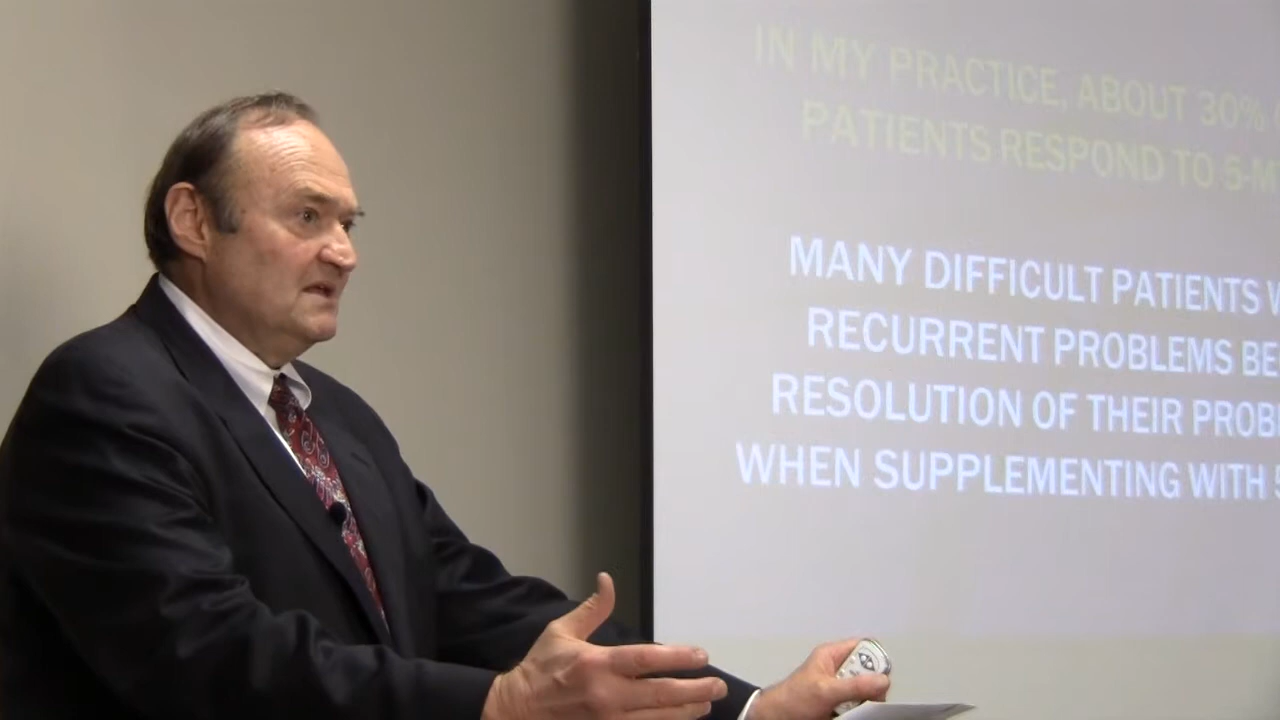 IN MY PRACTICE, ABOUT 30%
PATIENTS RESPOND TO 5-M
MANY DIFFICULT PATIENTS W
RECURRENT PROBLEMS BE
RESOLUTION OF THEIR PROB
WHEN SUPPLEMENTING WITH 5